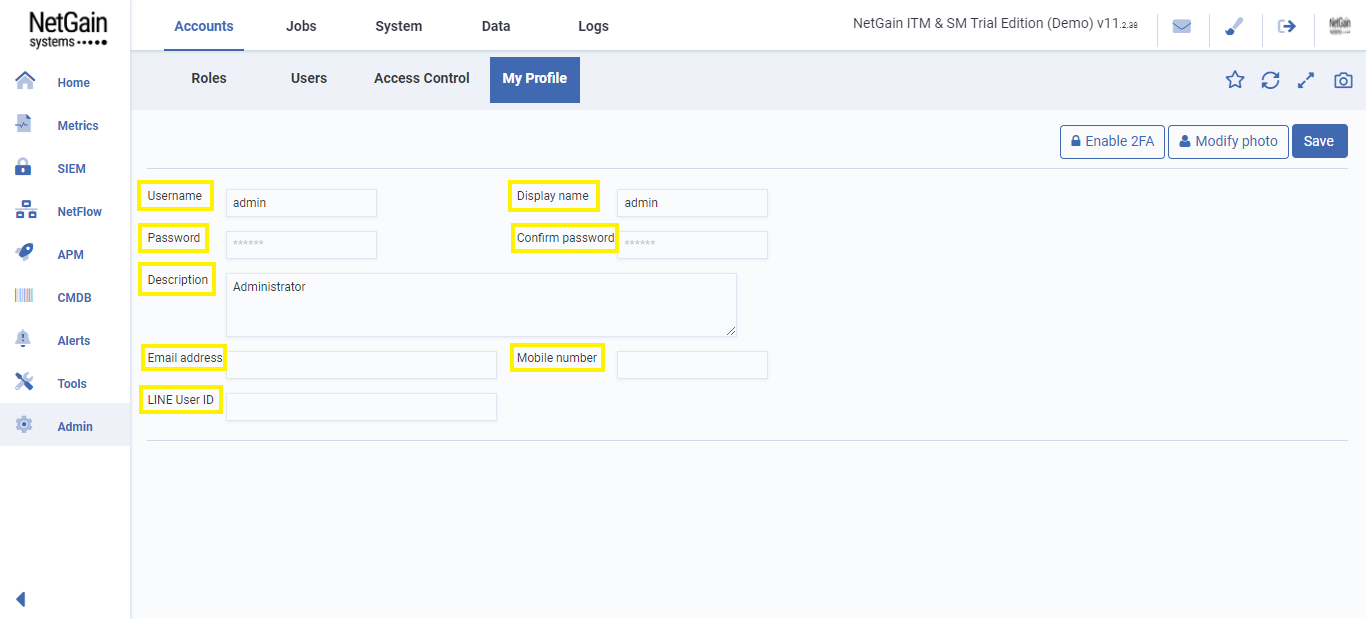 NetGain
systems
Accounts Jobs System Data Logs
NetGain ITM & SM Trial Edition (Demo) v11.2.38
NetGain
Home
Metrics
SIEM
NetFlow
APM
CMDB
Alerts
Tools
Admin
Roles Users Access Control My Profile
Enable 2FA Modify photo Save
Username admin Display name admin
Password ****** Confirm password ******
Description Administrator
Email address Mobile number
LINE User ID